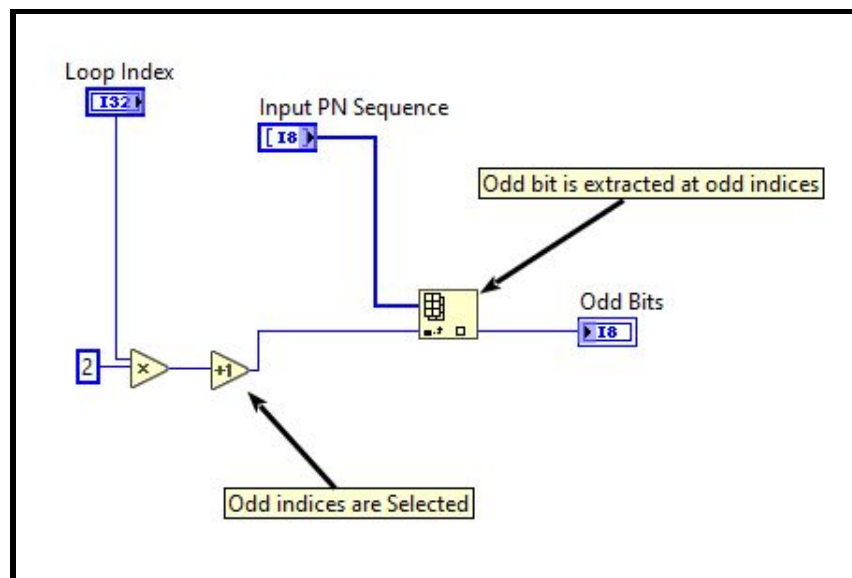 Loop Index
I32
Input PN Sequence
[ I8 ]
Odd bit is extracted at odd indices
Odd Bits
I8
2
x
+1
Odd indices are Selected